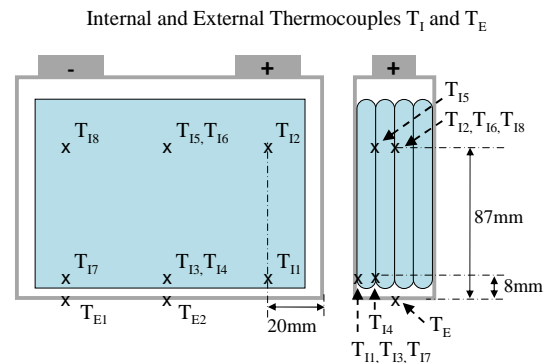 Internal and External Thermocouples T_I and T_E
- + +
T_I5
T_I8 T_I5,T_I6 T_I2
T_I2,T_I6,T_I8
x x x x x
87mm
T_I7 T_I3,T_I4 T_I1
x x x x x
8mm
x x x
T_E1 T_E2 20mm
T_I4 T_E
T_I1,T_I3,T_I7